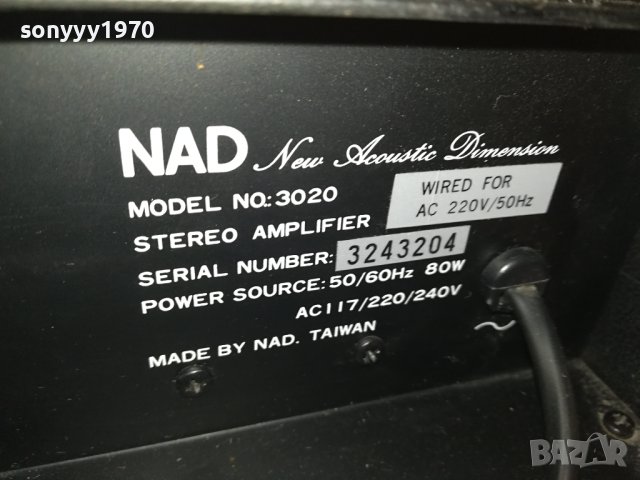 sonyyy1970
NAD New Acoustic Dimension
MODEL NO.: 3020
WIRED FOR
AC 220V/50Hz
STEREO AMPLIFIER
SERIAL NUMBER: 3243204
POWER SOURCE: 50/60Hz 80W
AC117/220/240V
MADE BY NAD. TAIWAN
BAZAR